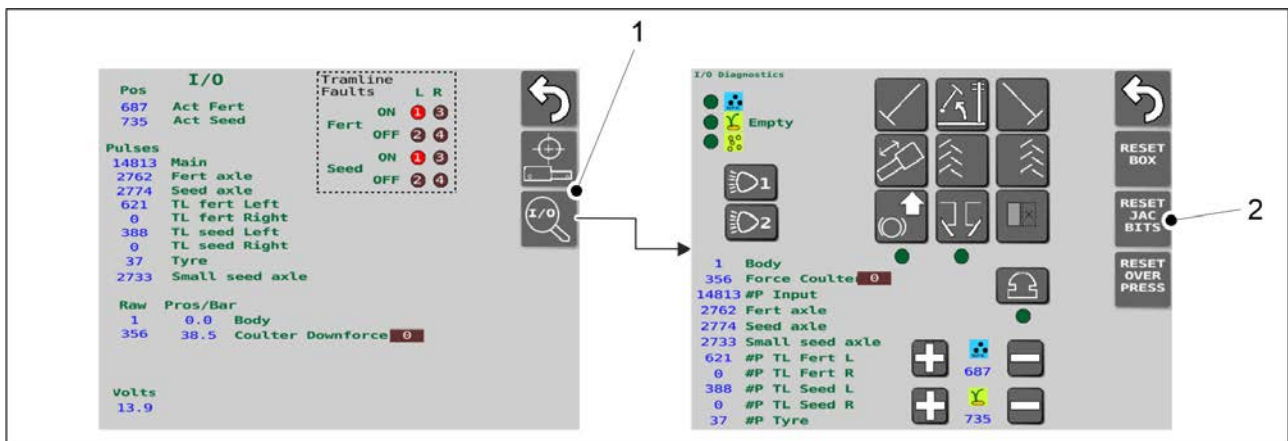 1
I/O
Pos
687 Act Fert
735 Act Seed
Tramline
Faults L R
Fert ON 1 3
OFF 2 4
Seed ON 1 3
OFF 2 4
Pulses
14813 Main
2762 Fert axle
2774 Seed axle
621 TL fert Left
0 TL fert Right
388 TL seed Left
0 TL seed Right
37 Tyre
2733 Small seed axle
Raw Pros/Bar
1 0.0 Body
356 38.5 Coulter Downforce 0
Volts
13.9
I/O
I/O Diagnostics
Empty
1
2
RESET
BOX
RESET
JAC
BITS
2
RESET
OVER
PRESS
1 Body
356 Force Coulte 0
14813 #P Input
2762 Fert axle
2774 Seed axle
2733 Small seed axle
621 #P TL Fert L
0 #P TL Fert R
388 #P TL Seed L
0 #P TL Seed R
37 #P Tyre
687
735